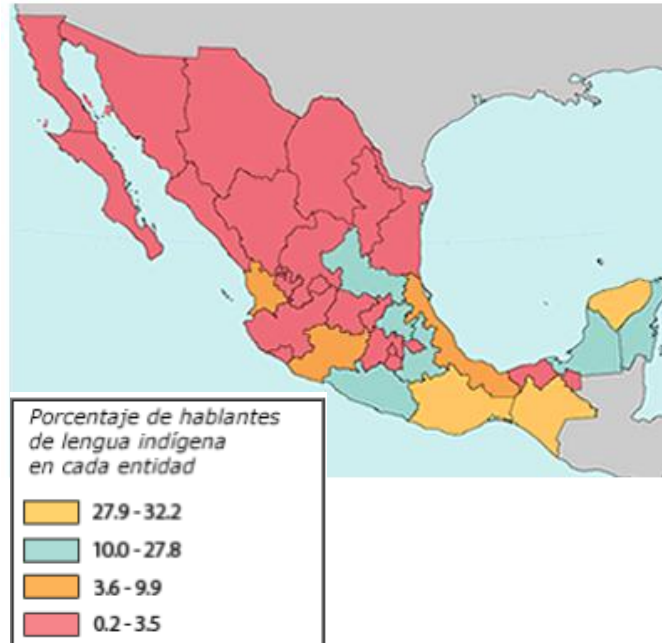 Porcentaje de hablantes
de lengua indígena
en cada entidad
27.9 - 32.2
10.0 - 27.8
3.6 - 9.9
0.2 - 3.5